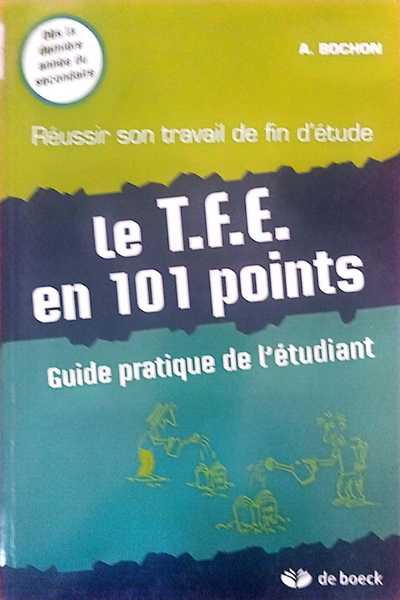 Dès la
dernière
année du
secondaire
A. BOCHON
Réussir son travail de fin d'étude
le T.F.E.
en 101 points
Guide pratique de l'étudiant
de boeck